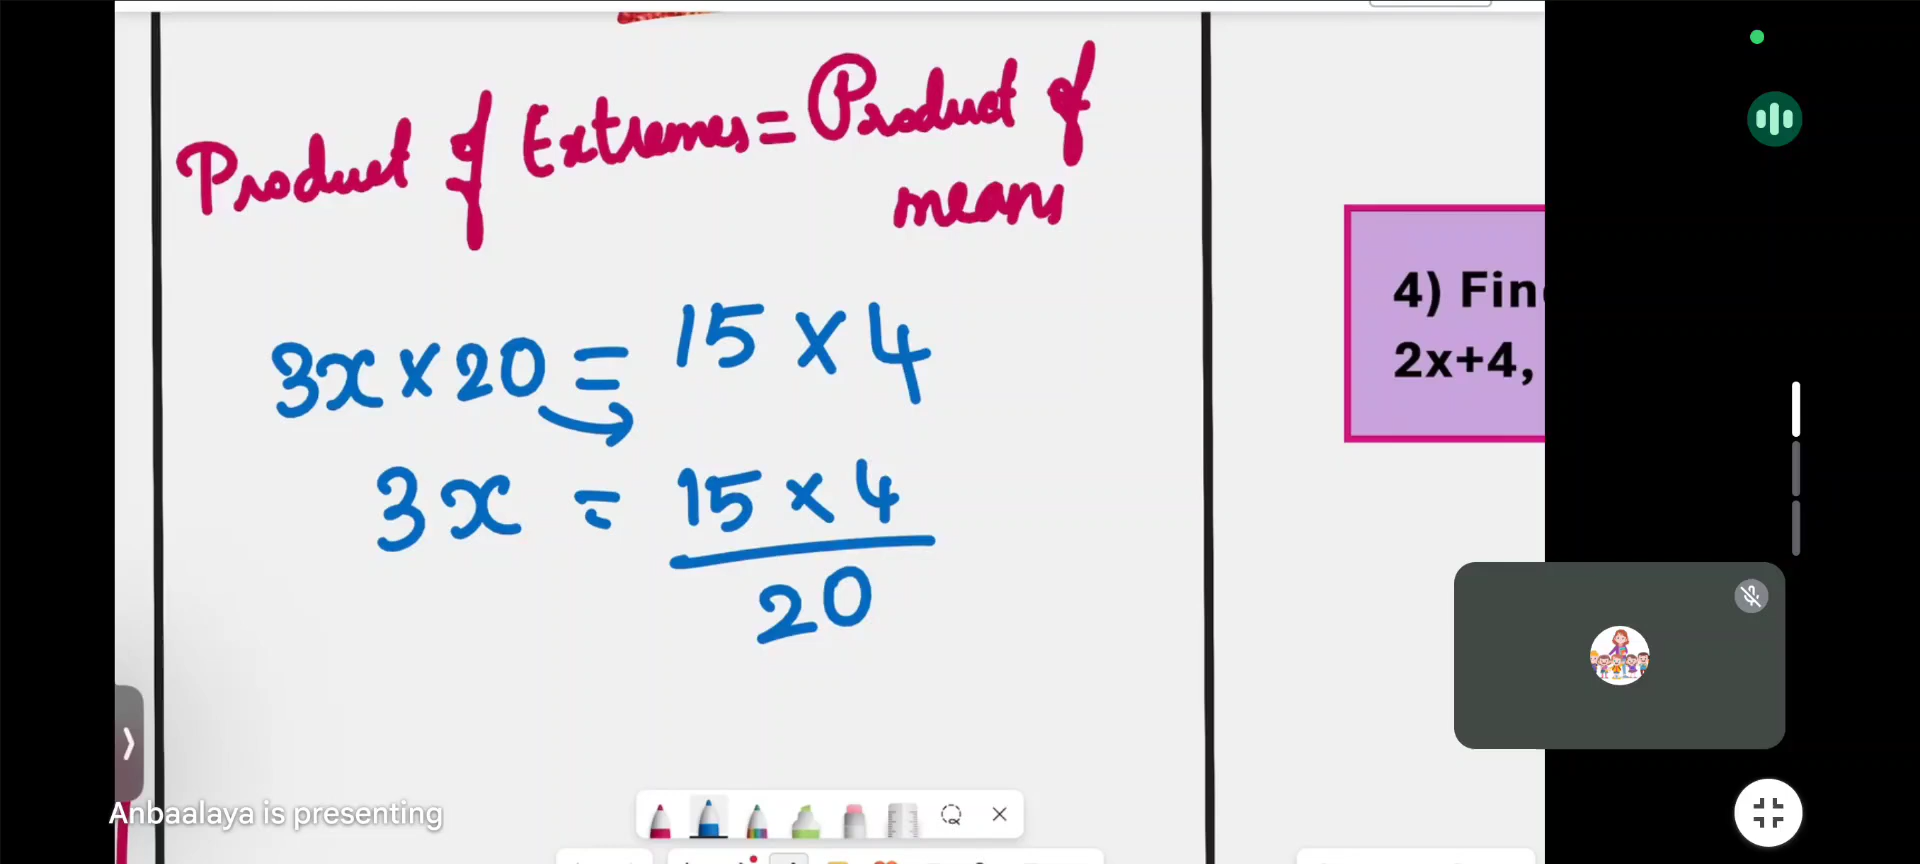 Product of Extremes = Product of
means
3x × 20 = 15 × 4
3x = 15 × 4
20
4) Fin
2x+4,
Anbaalaya is presenting